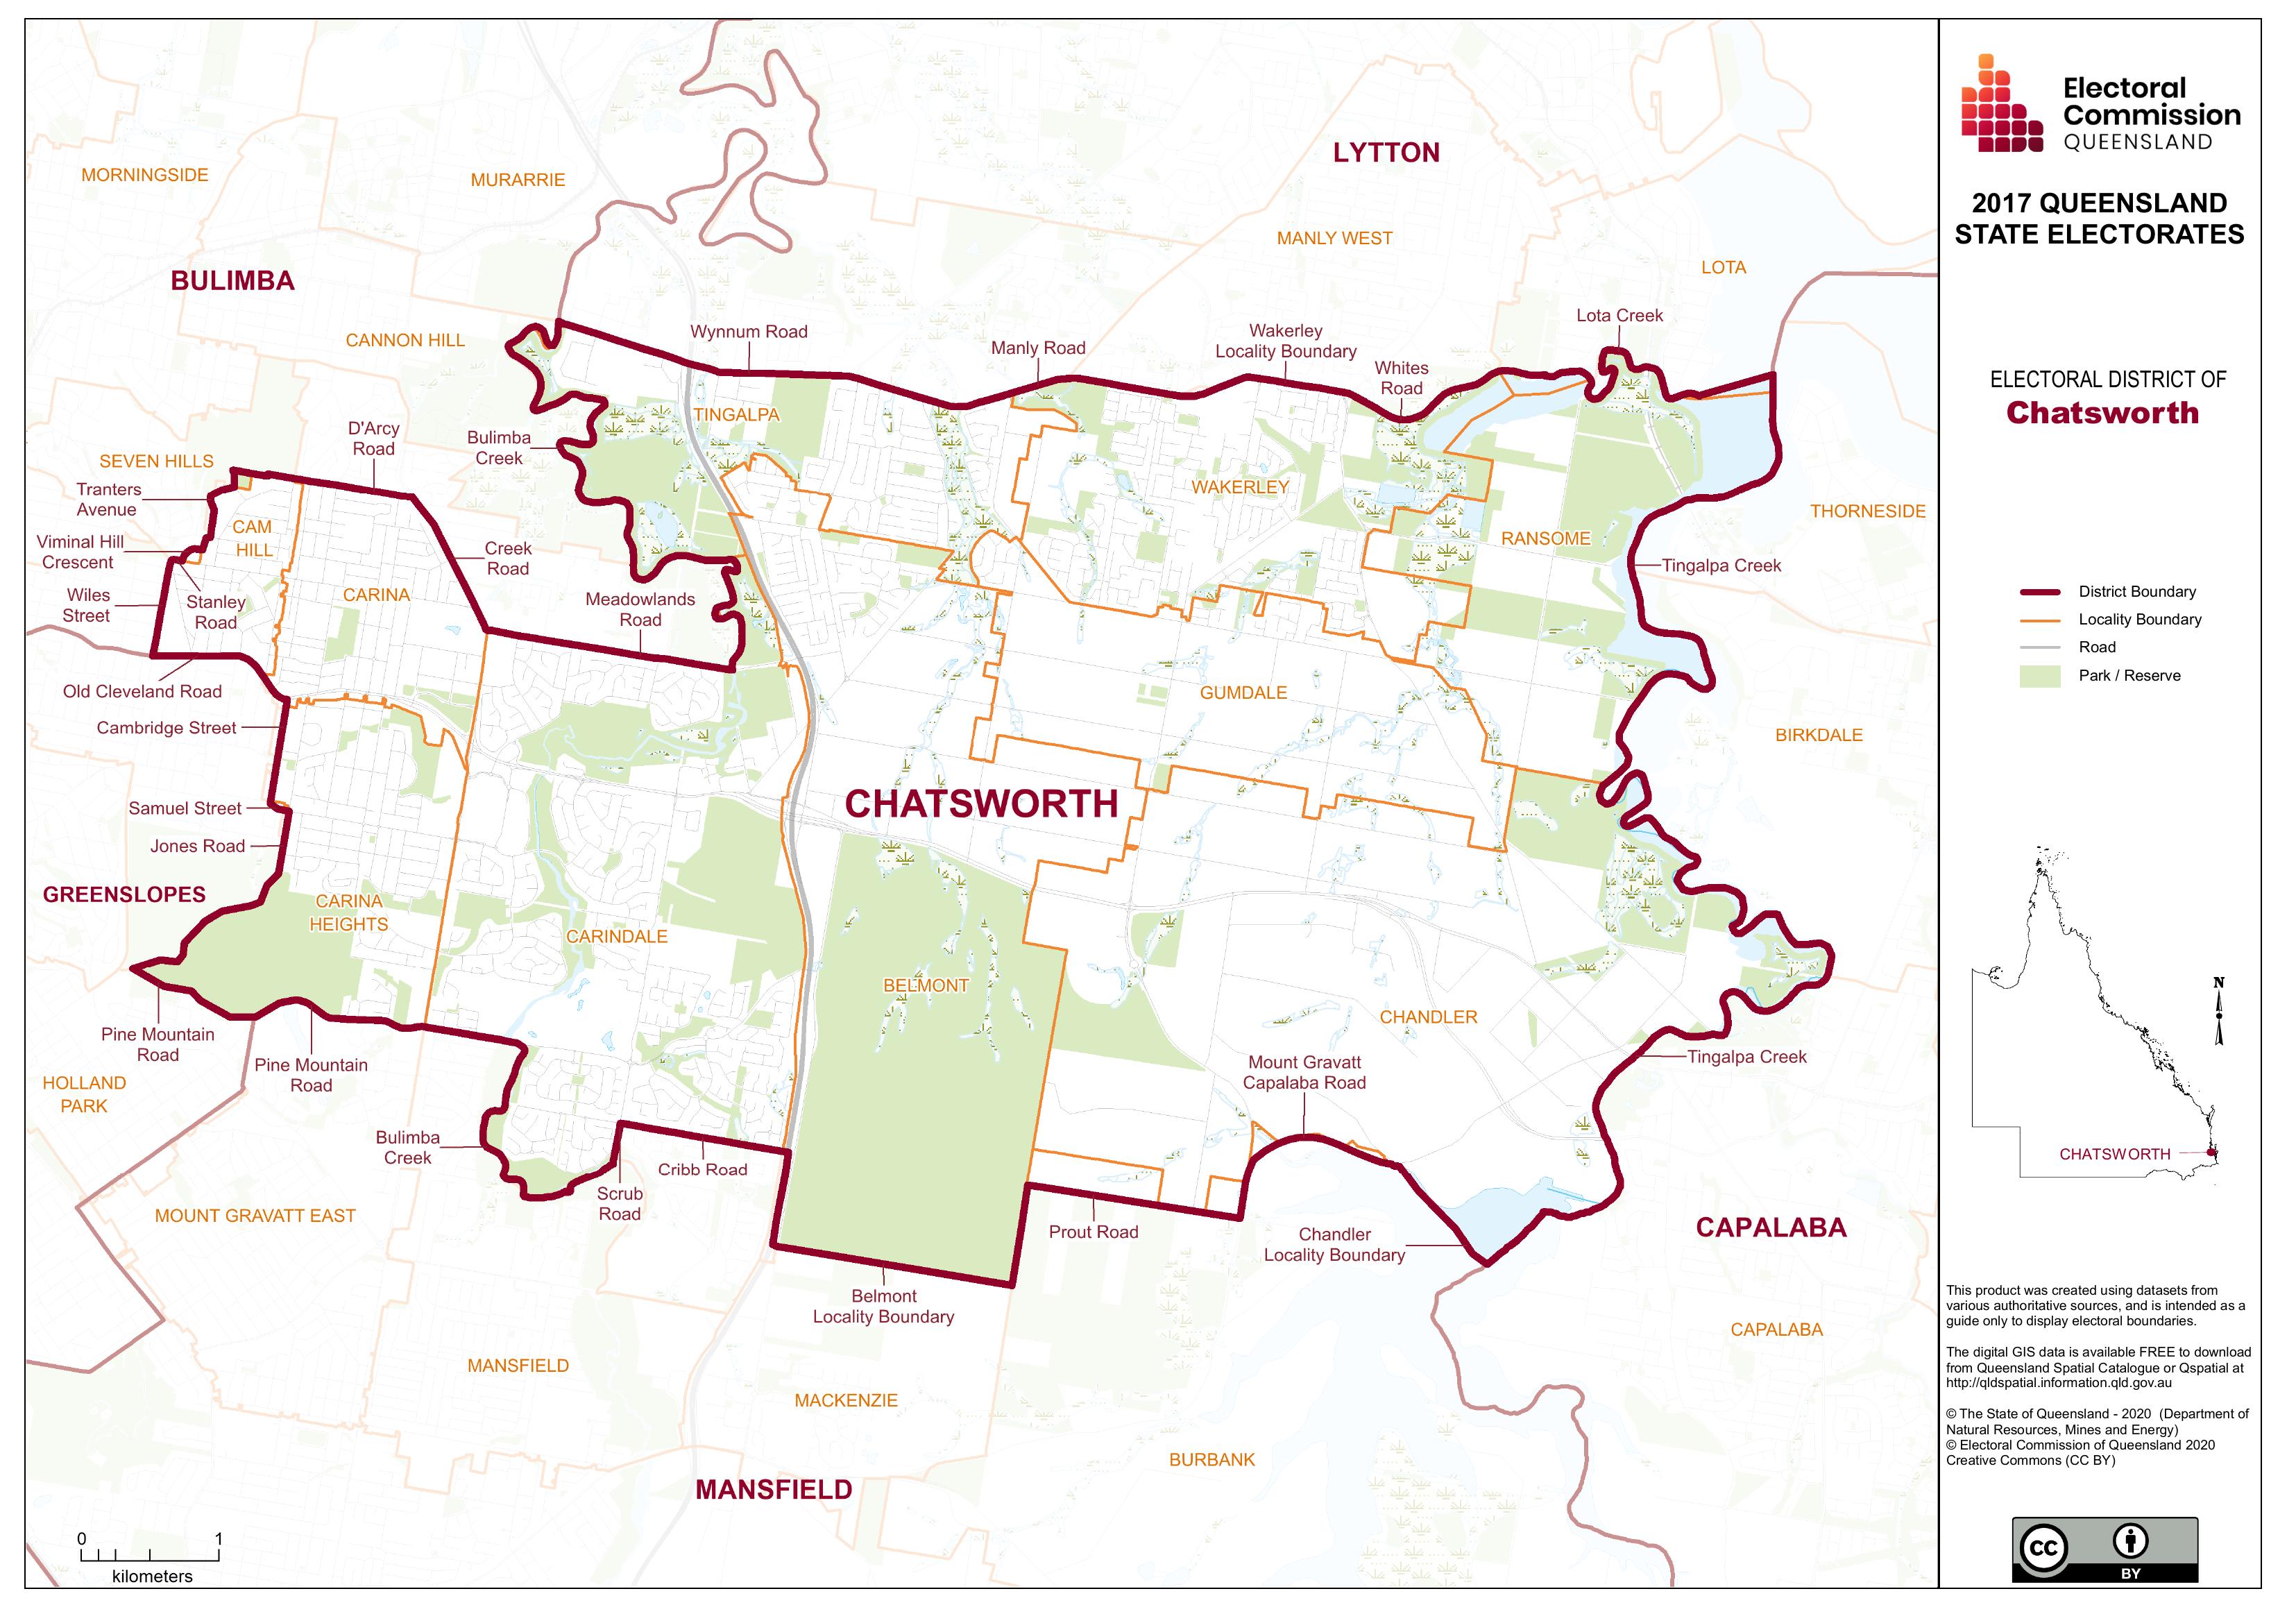 LYTTON
MORNINGSIDE
MURARRIE
MANLY WEST
LOTA
BULIMBA
CANNON HILL
Wynnum Road
Manly Road
Wakerley
Locality Boundary
Whites
Road
Lota Creek
TINGALPA
D'Arcy
Road
Bulimba
Creek
SEVEN HILLS
Tranters
Avenue
CAM
HILL
Viminal Hill
Crescent
Creek
Road
Wiles
Street
Stanley
Road
CARINA
Meadowlands
Road
WAKERLEY
RANSOME
THORNESIDE
Tingalpa Creek
Old Cleveland Road
Cambridge Street
GUMDALE
BIRKDALE
CHATSWORTH
Samuel Street
Jones Road
GREENSLOPES
CARINA
HEIGHTS
CARINDALE
BELMONT
CHANDLER
Pine Mountain
Road
Pine Mountain
Road
Mount Gravatt
Capalaba Road
Tingalpa Creek
HOLLAND
PARK
Bulimba
Creek
Cribb Road
Scrub
Road
MOUNT GRAVATT EAST
Prout Road
Chandler
Locality Boundary
CAPALABA
Belmont
Locality Boundary
CAPALABA
MANSFIELD
MACKENZIE
BURBANK
MANSFIELD
0 1
kilometers
Electoral
Commission
QUEENSLAND
2017 QUEENSLAND
STATE ELECTORATES
ELECTORAL DISTRICT OF
Chatsworth
District Boundary
Locality Boundary
Road
Park / Reserve
N
CHATSWORTH
This product was created using datasets from
various authoritative sources, and is intended as a
guide only to display electoral boundaries.
The digital GIS data is available FREE to download
from Queensland Spatial Catalogue or Qspatial at
http://qldspatial.information.qld.gov.au
© The State of Queensland - 2020 (Department of
Natural Resources, Mines and Energy)
© Electoral Commission of Queensland 2020
Creative Commons (CC BY)
CC
BY